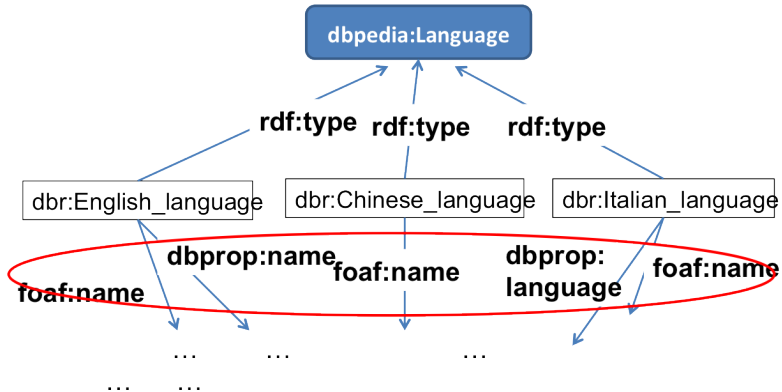 dbpedia:Language
rdf:type rdf:type rdf:type
dbr:English_language dbr:Chinese_language dbr:Italian_language
dbprop:name
foaf:name
foaf:name
dbprop:
language
foaf:name
... ... ...
... ...